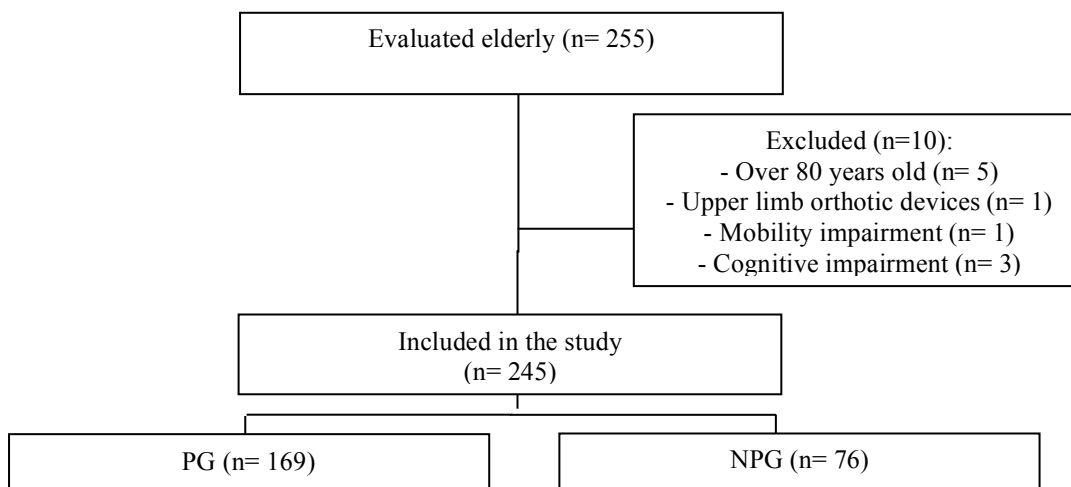 Evaluated elderly (n= 255)
Excluded (n=10):
- Over 80 years old (n= 5)
- Upper limb orthotic devices (n= 1)
- Mobility impairment (n= 1)
- Cognitive impairment (n= 3)
Included in the study
(n= 245)
PG (n= 169)
NPG (n= 76)